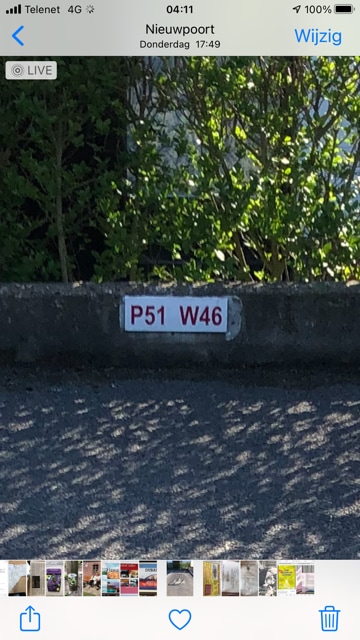 Telenet 4G 04:11 100%
Nieuwpoort
Donderdag 17:49
Wijzig
LIVE
P51 W46